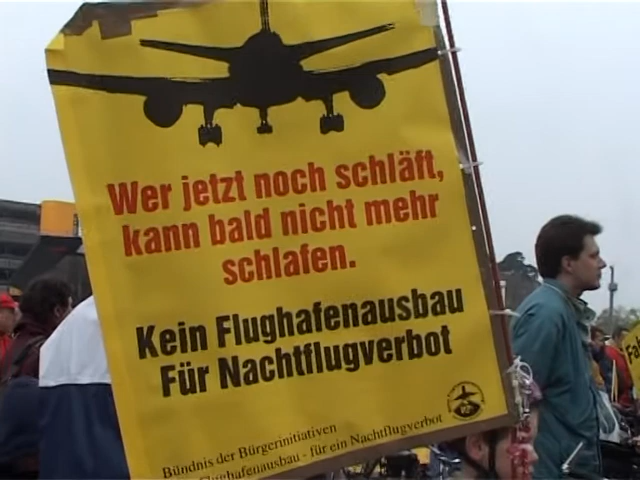 Wer jetzt noch schläft,
kann bald nicht mehr
schlafen.
Kein Flughafenausbau
Für Nachtflugverbot
Bündnis der Bürgerinitiativen
Flughafenausbau - für ein Nachtflugverbot
Fah